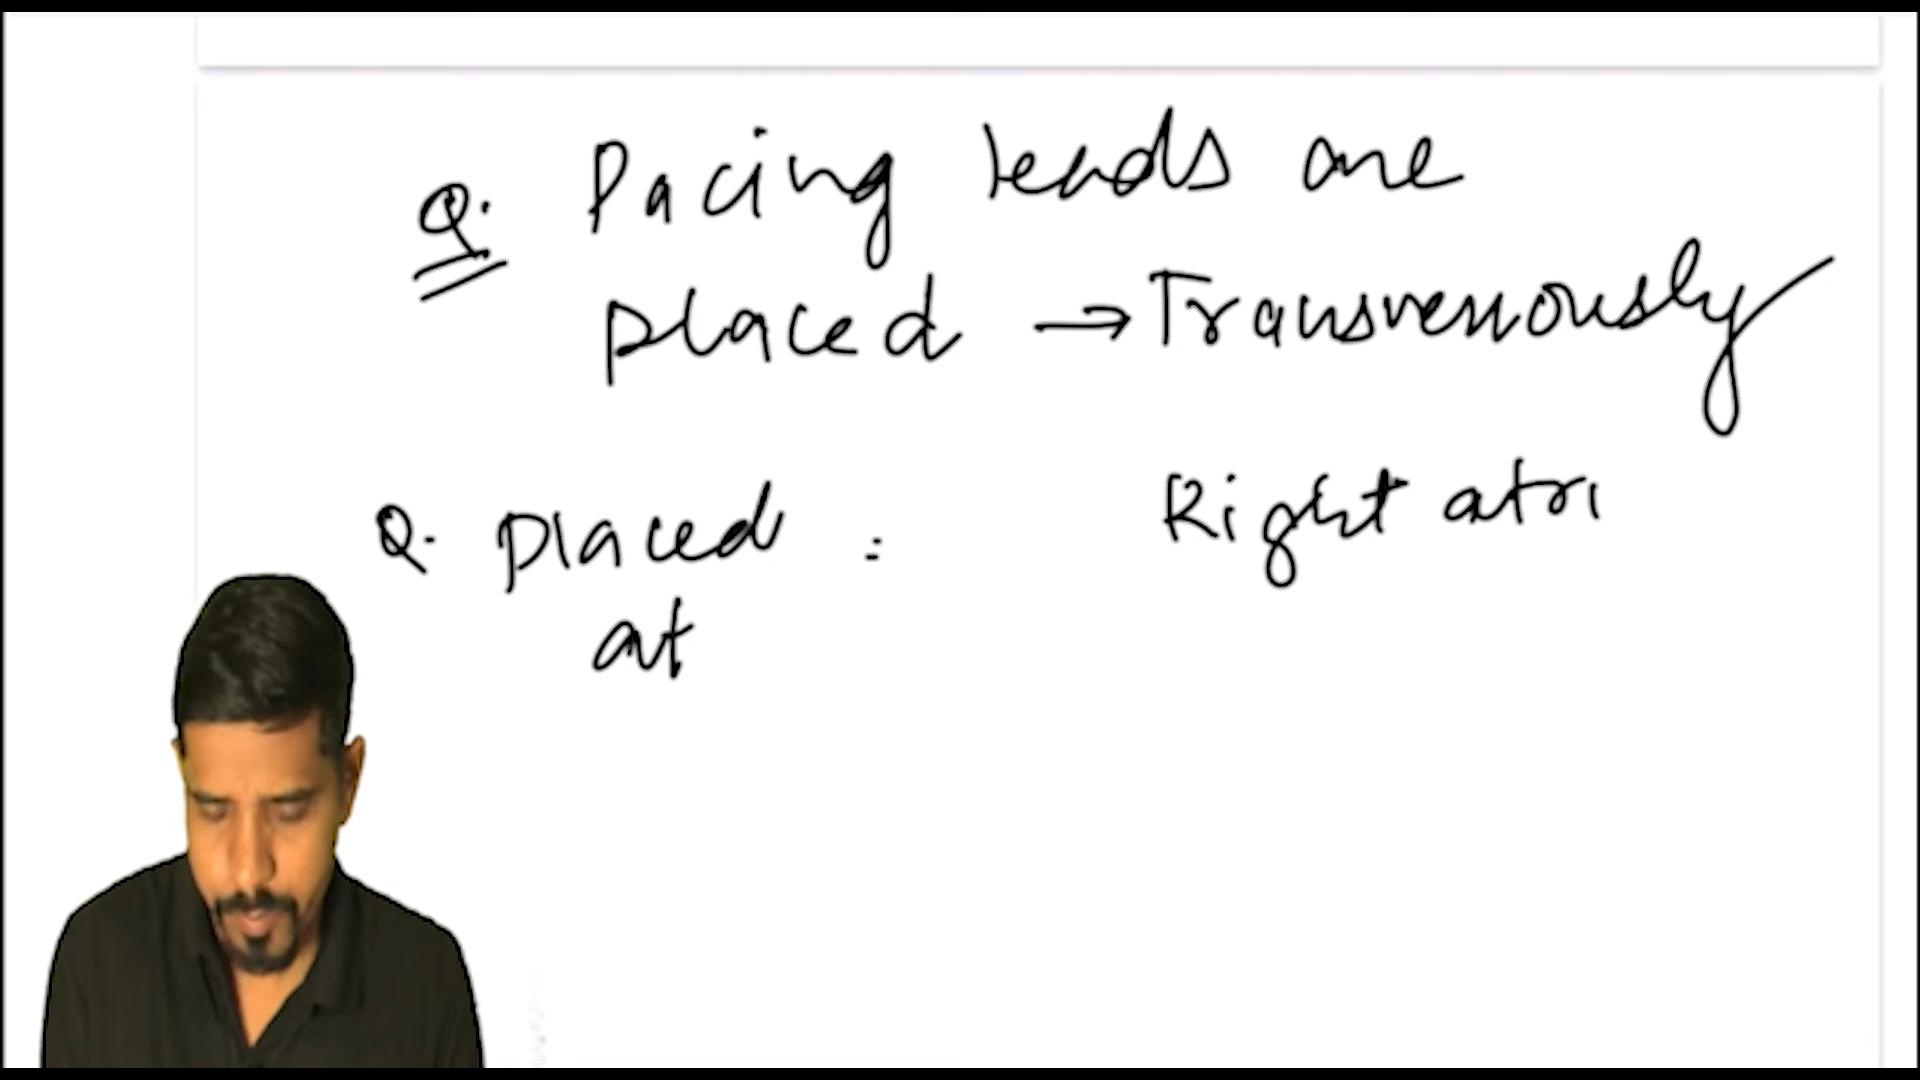 Q. Pacing leads are
placed → Transvenously
Q. placed : Right atri
at